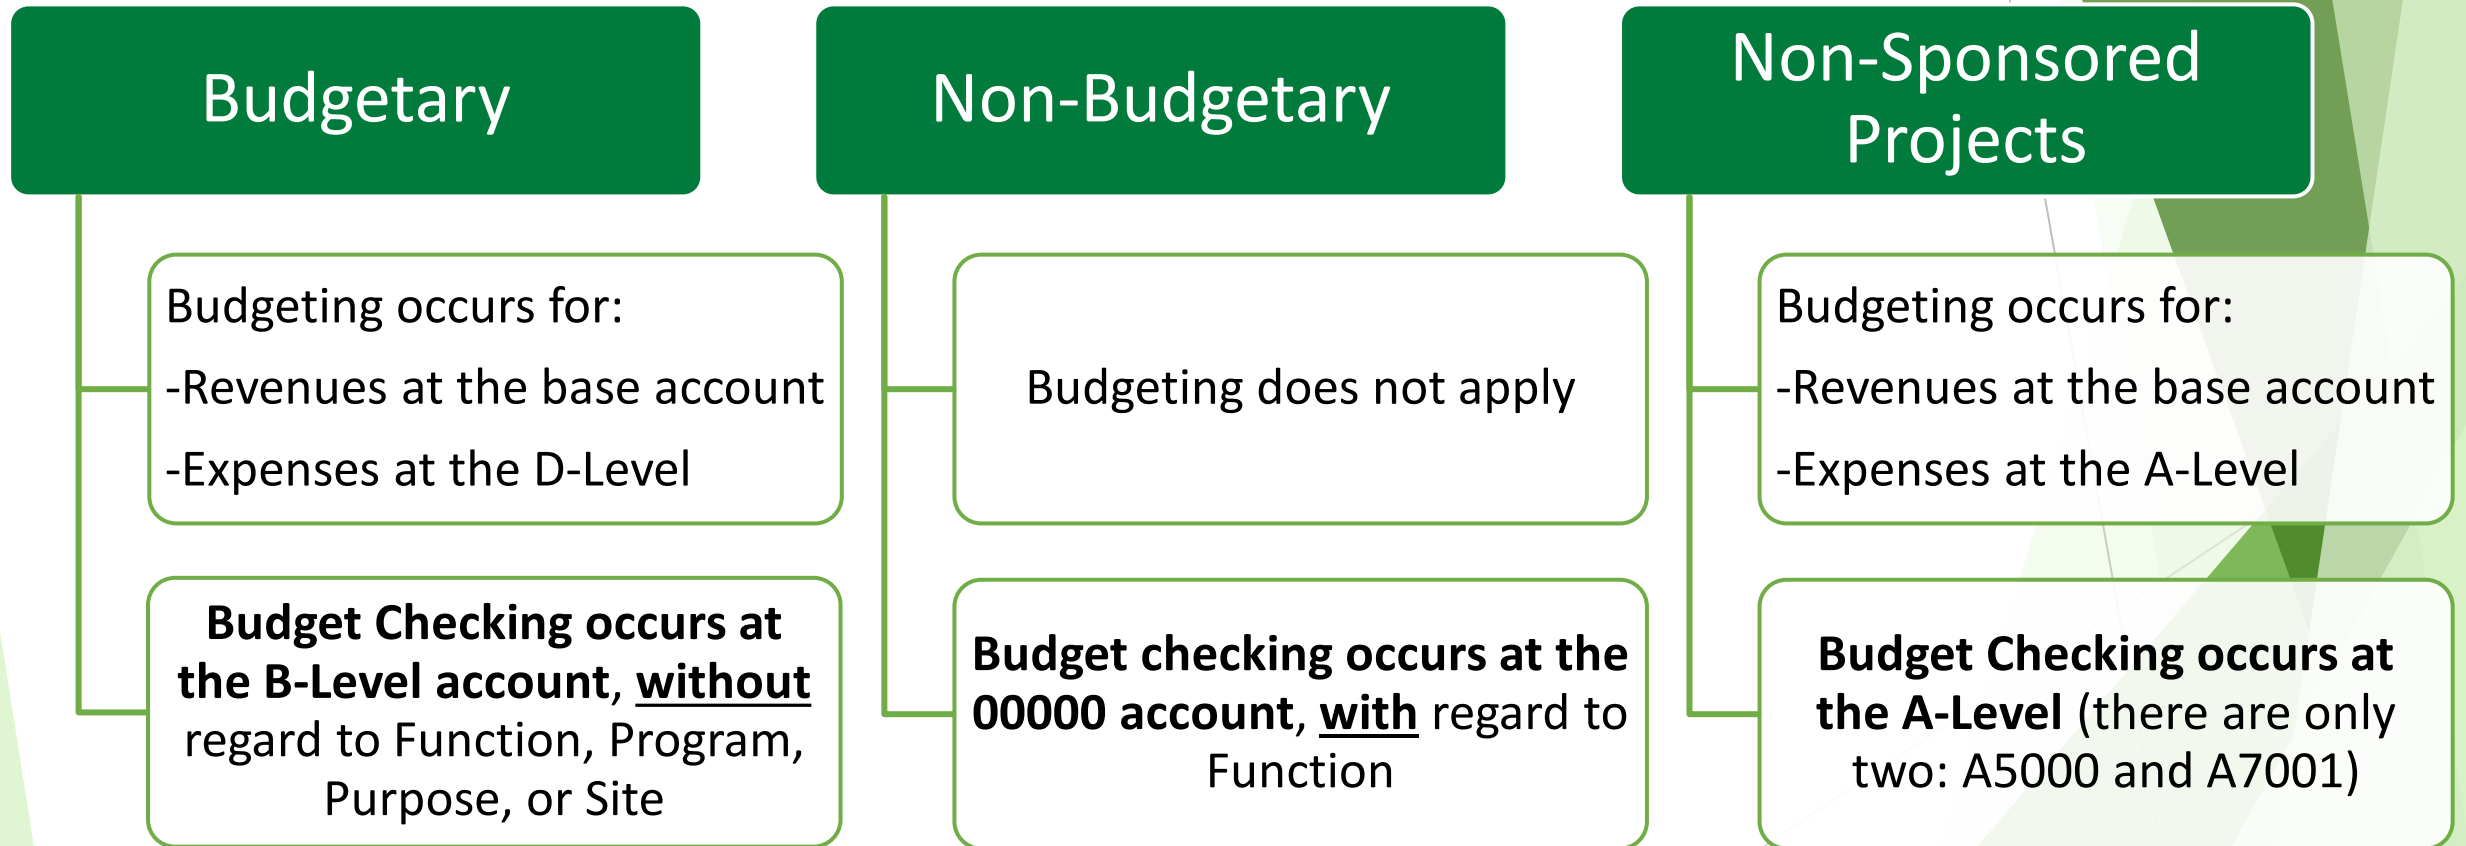 Budgetary
Budgeting occurs for:
-Revenues at the base account
-Expenses at the D-Level
Budget Checking occurs at
the B-Level account, without
regard to Function, Program,
Purpose, or Site
Non-Budgetary
Budgeting does not apply
Budget checking occurs at the
00000 account, with regard to
Function
Non-Sponsored
Projects
Budgeting occurs for:
-Revenues at the base account
-Expenses at the A-Level
Budget Checking occurs at
the A-Level (there are only
two: A5000 and A7001)